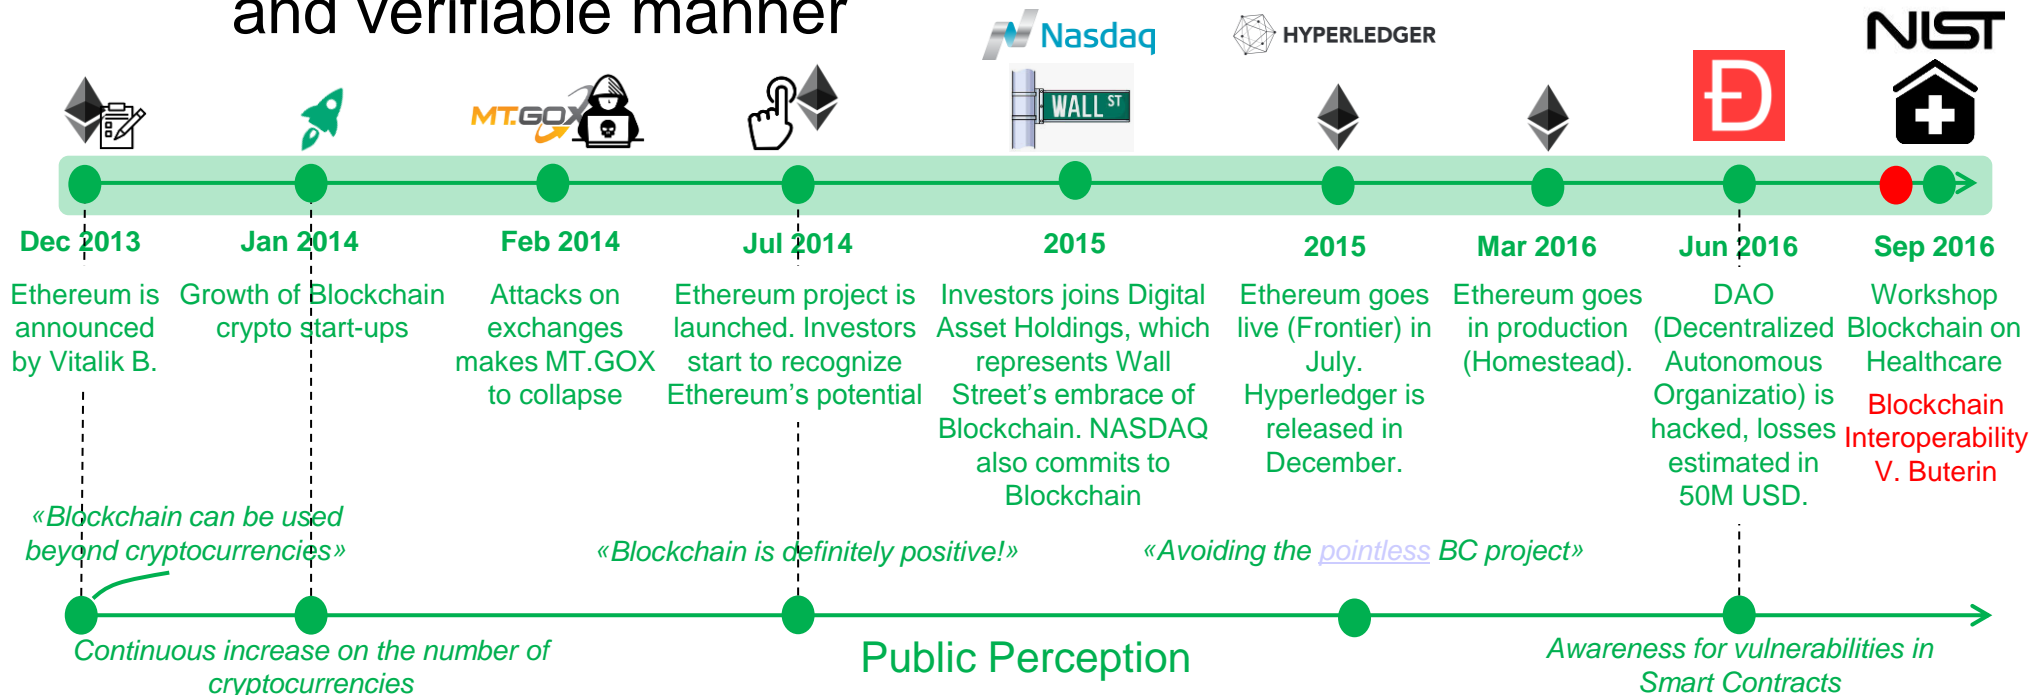 and verifiable manner
Nasdaq
HYPERLEDGER
NIST
MT.GOX
WALL ST
Đ
Dec 2013
Ethereum is
announced
by Vitalik B.
Jan 2014
Growth of Blockchain
crypto start-ups
Feb 2014
Attacks on
exchanges
makes MT.GOX
to collapse
Jul 2014
Ethereum project is
launched. Investors
start to recognize
Ethereum’s potential
2015
Investors joins Digital
Asset Holdings, which
represents Wall
Street’s embrace of
Blockchain. NASDAQ
also commits to
Blockchain
2015
Ethereum goes
live (Frontier) in
July.
Hyperledger is
released in
December.
Mar 2016
Ethereum goes
in production
(Homestead).
Jun 2016
DAO
(Decentralized
Autonomous
Organizatio) is
hacked, losses
estimated in
50M USD.
Sep 2016
Workshop
Blockchain on
Healthcare
Blockchain
Interoperability
V. Buterin
«Blockchain can be used
beyond cryptocurrencies»
«Blockchain is definitely positive!»
«Avoiding the pointless BC project»
Continuous increase on the number of
cryptocurrencies
Public Perception
Awareness for vulnerabilities in
Smart Contracts